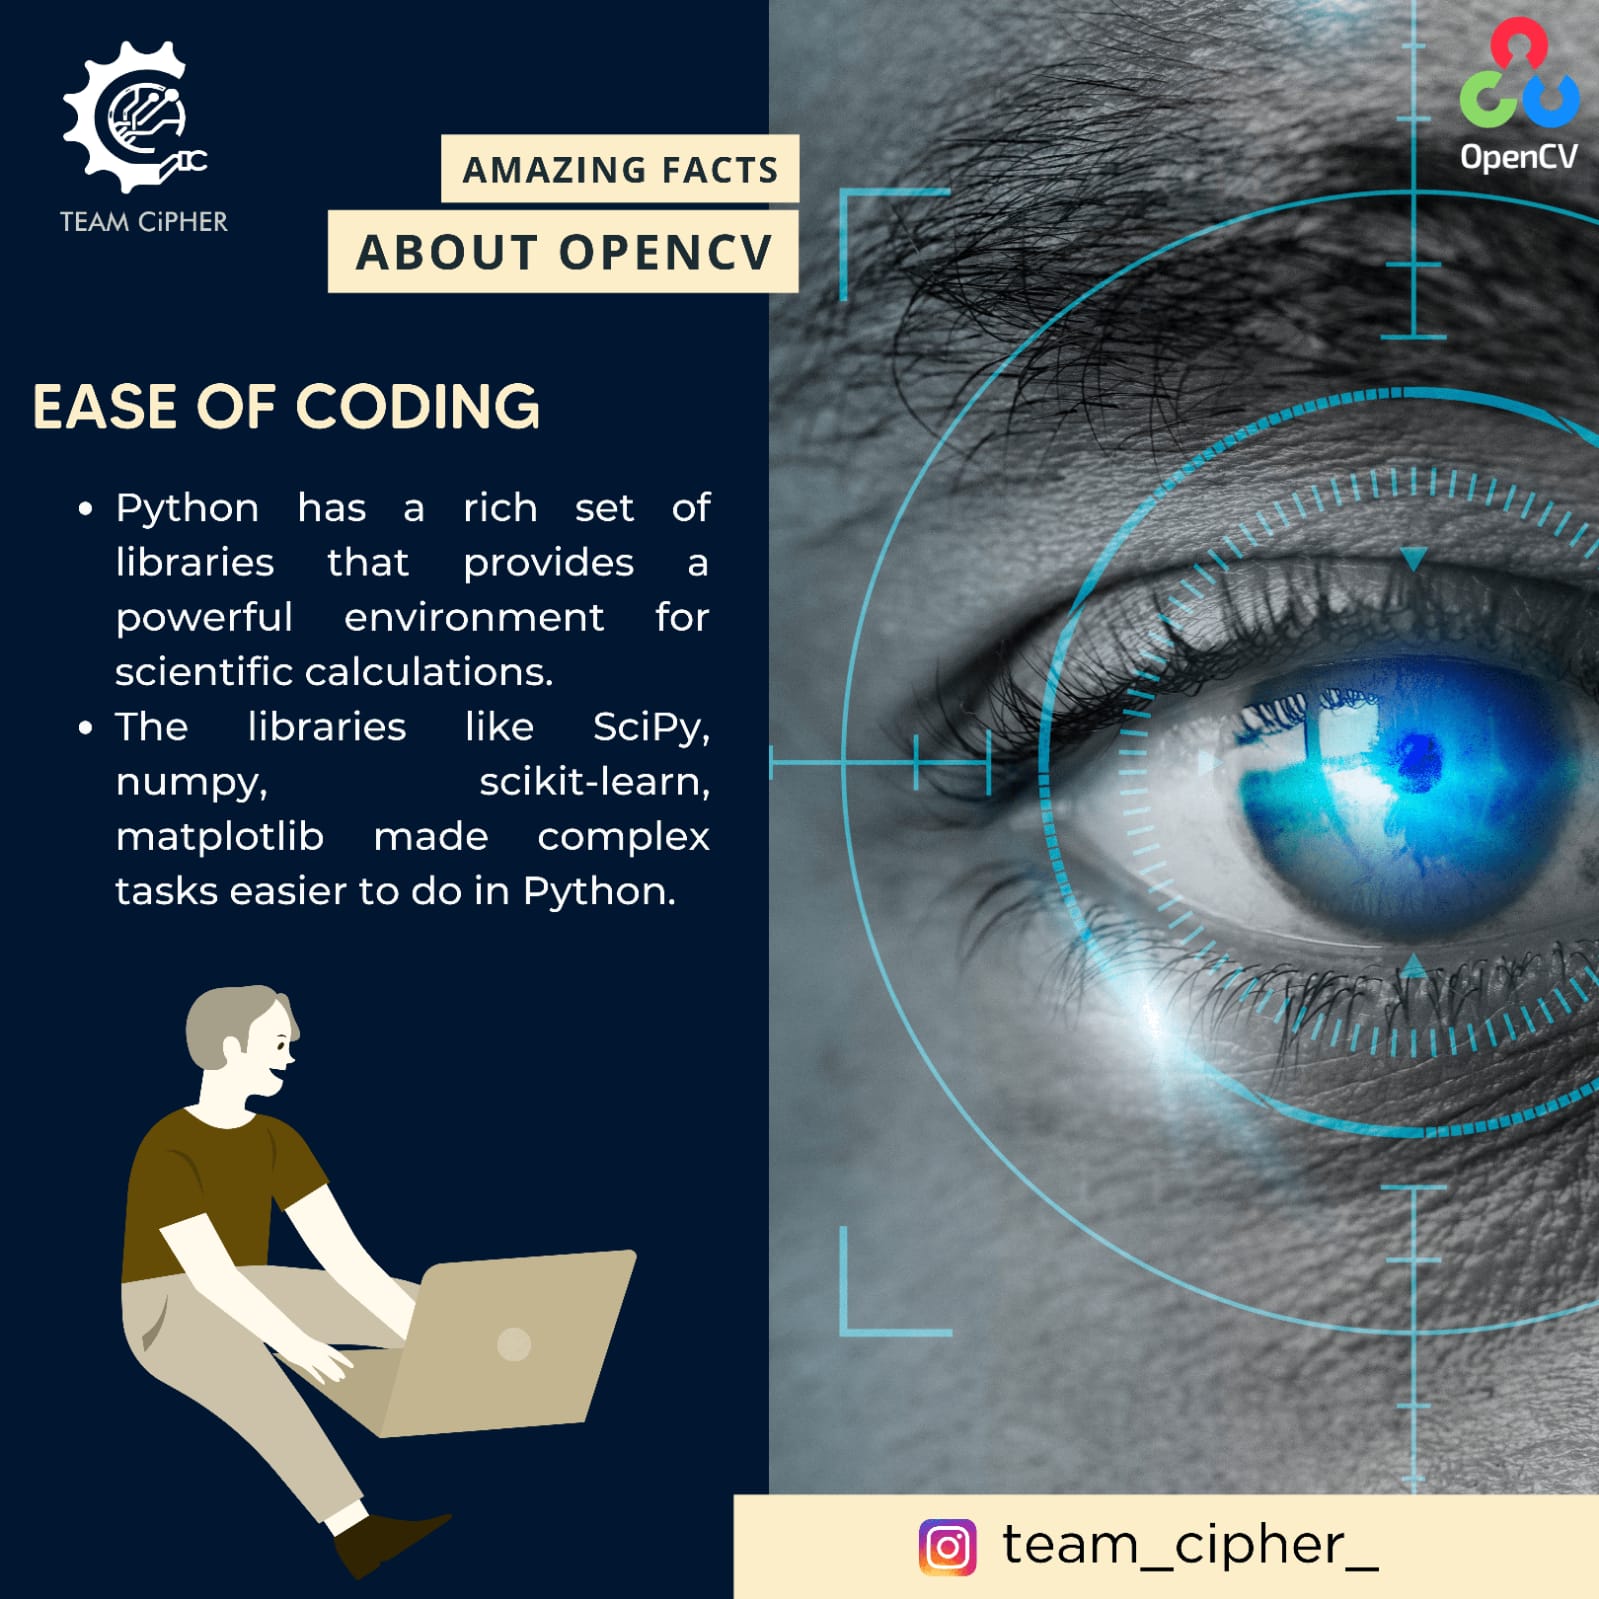 TEAM CiPHER
AMAZING FACTS
ABOUT OPENCV
OpenCV
EASE OF CODING
• Python has a rich set of
libraries that provides a
powerful environment for
scientific calculations.
• The libraries like SciPy,
numpy, scikit-learn,
matplotlib made complex
tasks easier to do in Python.
team_cipher_